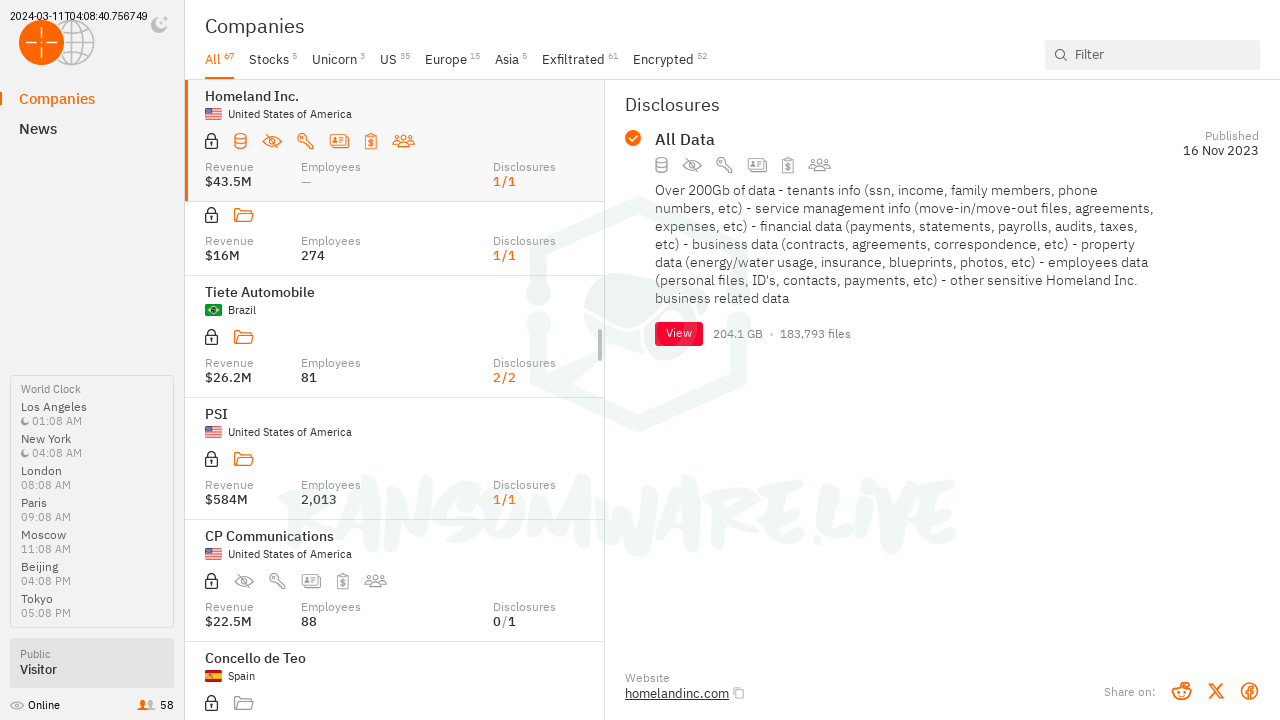 2024-03-11T04:08:40.756749
Companies
News
World Clock
Los Angeles
01:08 AM
New York
04:08 AM
London
08:08 AM
Paris
09:08 AM
Moscow
11:08 AM
Beijing
04:08 PM
Tokyo
05:08 PM
Public
Visitor
Online
58
Companies
All 67
Stocks 5
Unicorn 3
US 35
Europe 15
Asia 5
Exfiltrated 61
Encrypted 52
Filter
Homeland Inc.
United States of America
Revenue Employees Disclosures
$43.5M — 1/1
Revenue Employees Disclosures
$16M 274 1/1
Tiete Automobile
Brazil
Revenue Employees Disclosures
$26.2M 81 2/2
PSI
United States of America
Revenue Employees Disclosures
$584M 2,013 1/1
CP Communications
United States of America
Revenue Employees Disclosures
$22.5M 88 0/1
Concello de Teo
Spain
Disclosures
All Data
Published
16 Nov 2023
Over 200Gb of data - tenants info (ssn, income, family members, phone
numbers, etc) - service management info (move-in/move-out files, agreements,
expenses, etc) - financial data (payments, statements, payrolls, audits, taxes,
etc) - business data (contracts, agreements, correspondence, etc) - property
data (energy/water usage, insurance, blueprints, photos, etc) - employees data
(personal files, ID's, contacts, payments, etc) - other sensitive Homeland Inc.
business related data
View 204.1 GB • 183,793 files
RANSOMWARE.LIVE
Website
homelandinc.com
Share on: